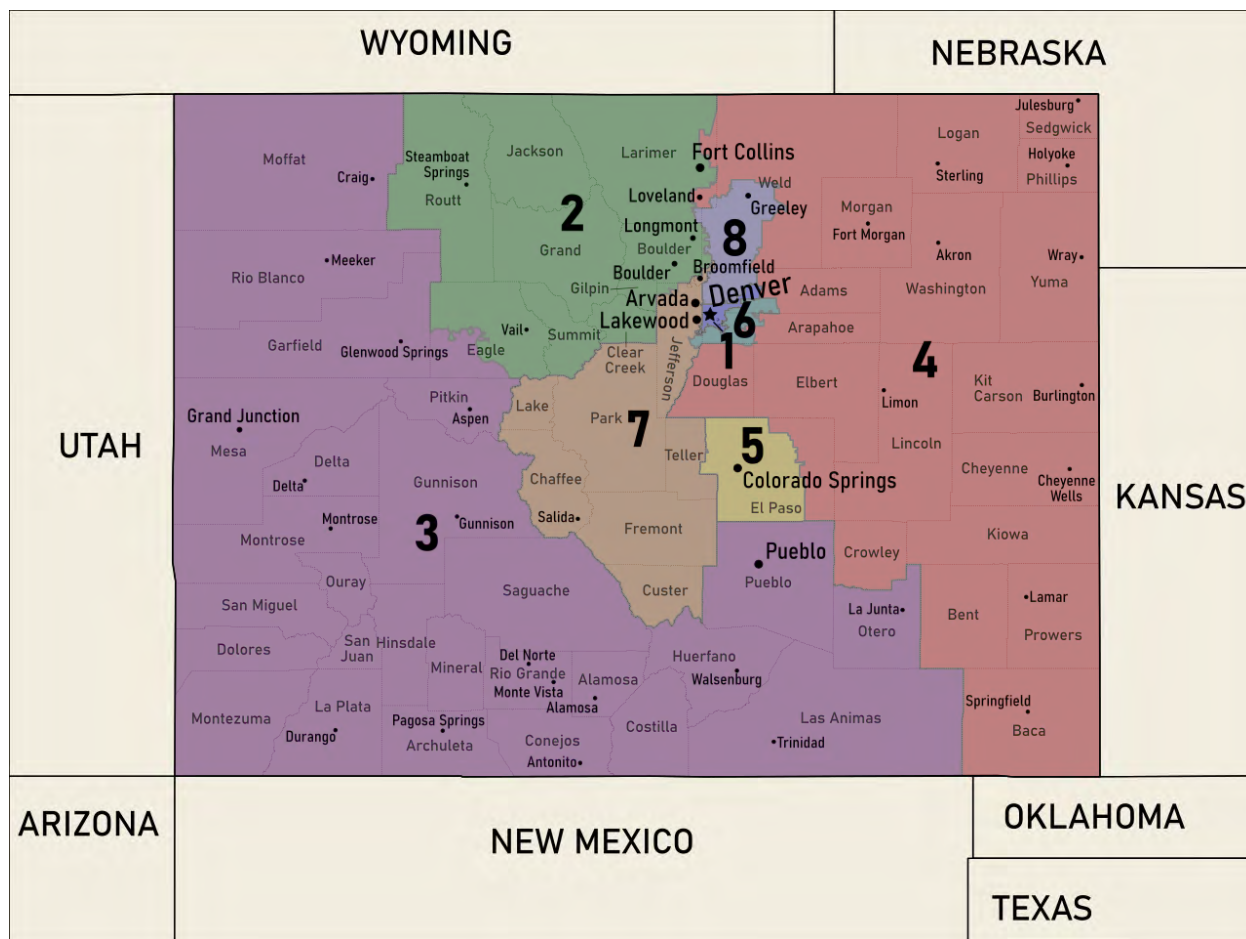 WYOMING
NEBRASKA
Julesburg
Sedgwick
Logan
Holyoke
Phillips
Sterling
Moffat
Craig
Steamboat
Springs
Routt
Jackson
Larimer
Fort Collins
Loveland
Weld
Greeley
Morgan
Fort Morgan
2
Longmont
8
Boulder
Grand
Boulder
Broomfield
Akron
Wray
Meeker
Rio Blanco
Gilpin
Arvada
Denver
Adams
Washington
Yuma
Lakewood
6
Arapahoe
Vail
Summit
Garfield
Glenwood Springs
Eagle
Clear
Creek
Jefferson
1
4
Douglas
Elbert
Limon
Kit
Carson
Burlington
Pitkin
Aspen
Lake
Park
7
Grand Junction
Mesa
UTAH
Teller
5
Lincoln
Delta
Delta
Gunnison
Chaffee
Colorado Springs
El Paso
Cheyenne
Cheyenne
Wells
KANSAS
Montrose
Montrose
3
Gunnison
Salida
Fremont
Kiowa
Pueblo
Pueblo
Crowley
Ouray
San Miguel
Saguache
Custer
La Junta
Otero
Bent
Lamar
Prowers
Dolores
San
Juan
Hinsdale
Mineral
Del Norte
Rio Grande
Monte Vista
Alamosa
Alamosa
Huerfano
Walsenburg
Montezuma
La Plata
Durango
Pagosa Springs
Archuleta
Conejos
Antonito
Costilla
Las Animas
Trinidad
Springfield
Baca
ARIZONA
NEW MEXICO
OKLAHOMA
TEXAS